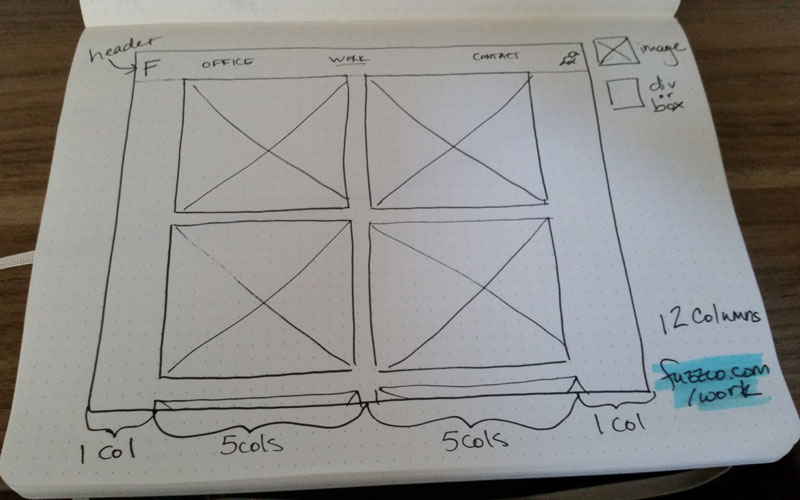 header
F OFFICE WORK CONTACT
image
div
or
box
12 Columns
fuzzco.com
/work
1 Col 5cols 5cols 1 Col